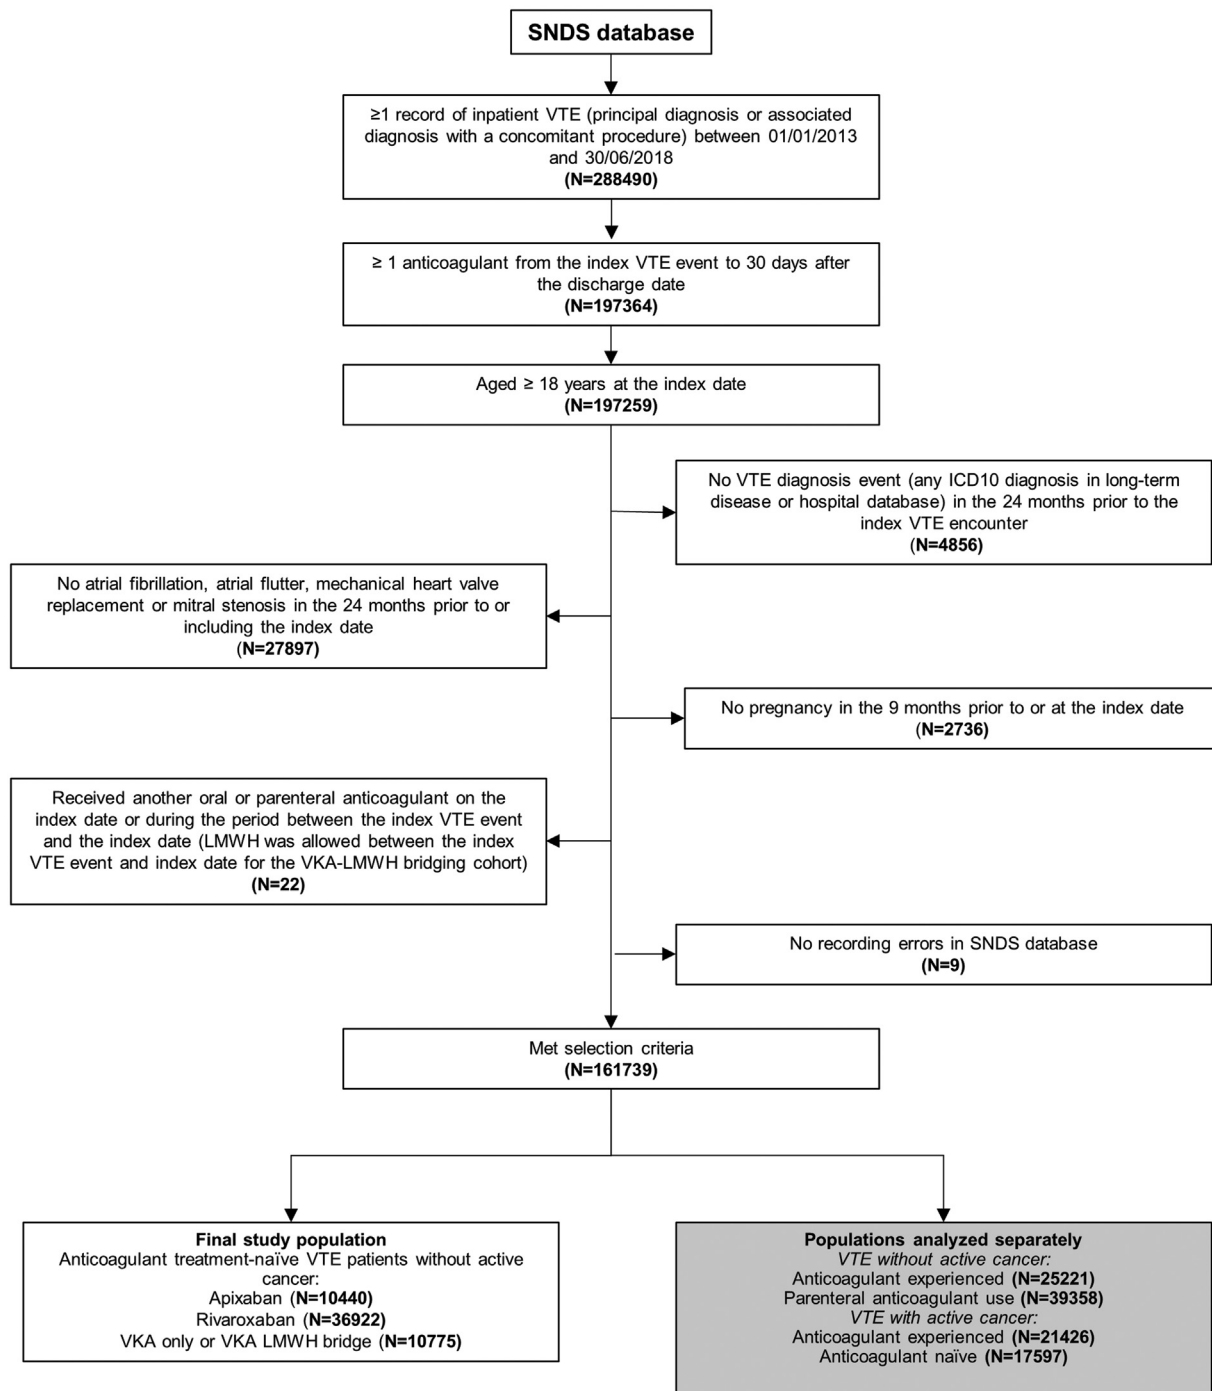 SNDS database
≥1 record of inpatient VTE (principal diagnosis or associated
diagnosis with a concomitant procedure) between 01/01/2013
and 30/06/2018
(N=288490)
≥ 1 anticoagulant from the index VTE event to 30 days after
the discharge date
(N=197364)
Aged ≥ 18 years at the index date
(N=197259)
No VTE diagnosis event (any ICD10 diagnosis in long-term
disease or hospital database) in the 24 months prior to the
index VTE encounter
(N=4856)
No atrial fibrillation, atrial flutter, mechanical heart valve
replacement or mitral stenosis in the 24 months prior to or
including the index date
(N=27897)
No pregnancy in the 9 months prior to or at the index date
(N=2736)
Received another oral or parenteral anticoagulant on the
index date or during the period between the index VTE event
and the index date (LMWH was allowed between the index
VTE event and index date for the VKA-LMWH bridging cohort)
(N=22)
No recording errors in SNDS database
(N=9)
Met selection criteria
(N=161739)
Final study population
Anticoagulant treatment-naïve VTE patients without active
cancer:
Apixaban (N=10440)
Rivaroxaban (N=36922)
VKA only or VKA LMWH bridge (N=10775)
Populations analyzed separately
VTE without active cancer:
Anticoagulant experienced (N=25221)
Parenteral anticoagulant use (N=39358)
VTE with active cancer:
Anticoagulant experienced (N=21426)
Anticoagulant naïve (N=17597)